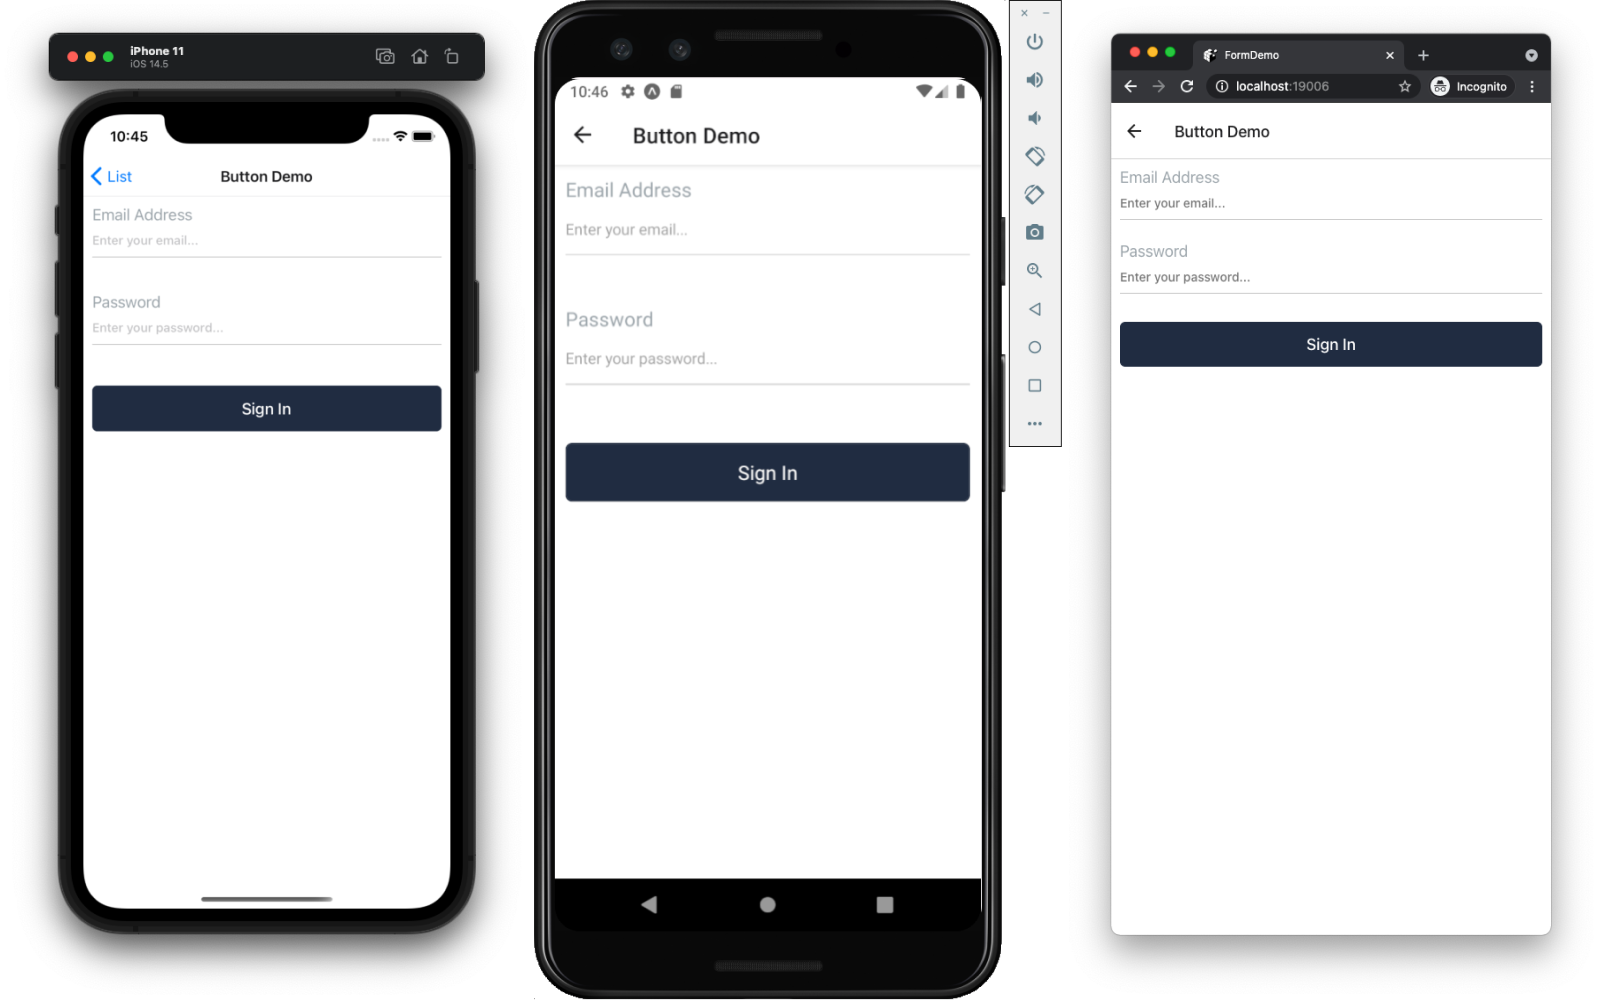 iPhone 11
iOS 14.5
10:45
List
Button Demo
Email Address
Enter your email...
Password
Enter your password...
Sign In
10:46
Button Demo
Email Address
Enter your email...
Password
Enter your password...
Sign In
FormDemo
localhost:19006
Incognito
Button Demo
Email Address
Enter your email...
Password
Enter your password...
Sign In